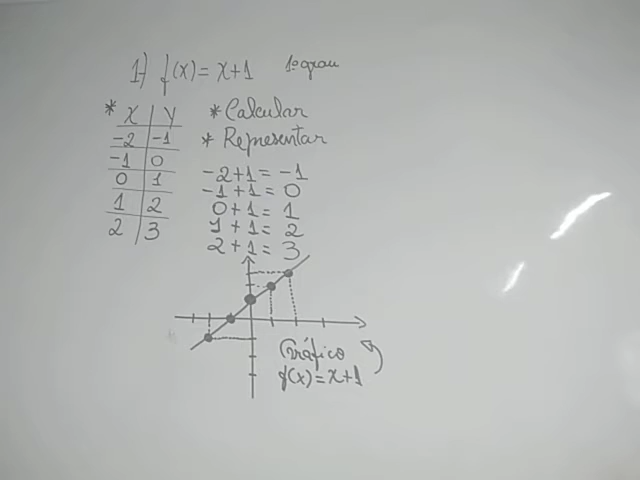 1) f(x) = x+1 1º grau
* X | Y * Calcular
-2 | -1 * Representar
-1 | 0
0 | 1 -2+1 = -1
1 | 2 -1+1 = 0
2 | 3 0+1 = 1
1+1 = 2
2+1 = 3
Gráfico
f(x) = x+1